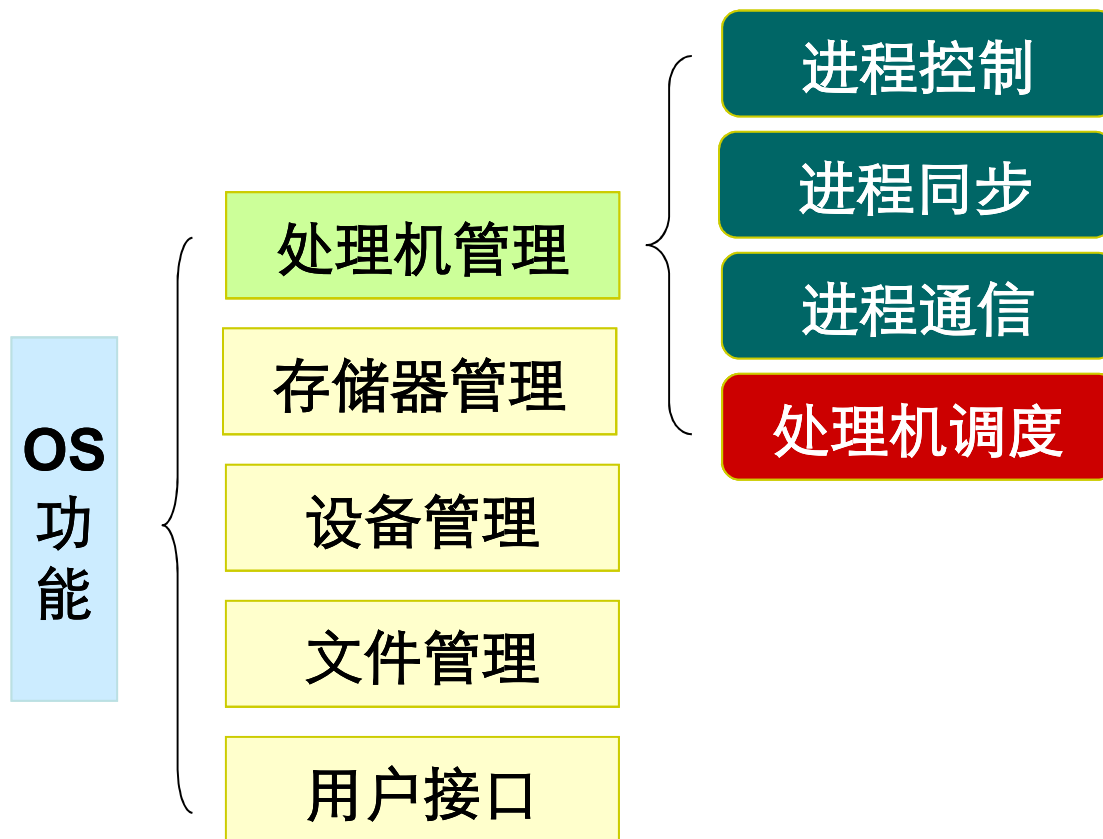 OS
功
能
处理机管理
存储器管理
设备管理
文件管理
用户接口
进程控制
进程同步
进程通信
处理机调度